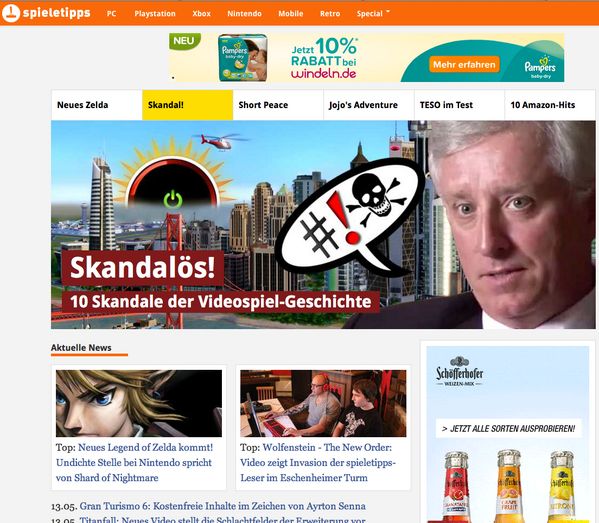 spieletipps PC Playstation Xbox Nintendo Mobile Retro Special
NEU
Pampers
baby-dry
Jetzt 10%
RABATT bei
windeln.de
Mehr erfahren
Pampers
baby-dry
Neues Zelda Skandal! Short Peace Jojo's Adventure TESO im Test 10 Amazon-Hits
#!
Skandalös!
10 Skandale der Videospiel-Geschichte
Aktuelle News
Schöfferhofer
WEIZEN-MIX
> JETZT ALLE SORTEN AUSPROBIEREN!
Top: Neues Legend of Zelda kommt!
Undichte Stelle bei Nintendo spricht
von Shard of Nightmare
Top: Wolfenstein - The New Order:
Video zeigt Invasion der spieletipps-
Leser im Eschenheimer Turm
13.05. Gran Turismo 6: Kostenfreie Inhalte im Zeichen von Ayrton Senna
13.05. Titanfall: Neues Video stellt die Schlachtfelder der Erweiterung vor